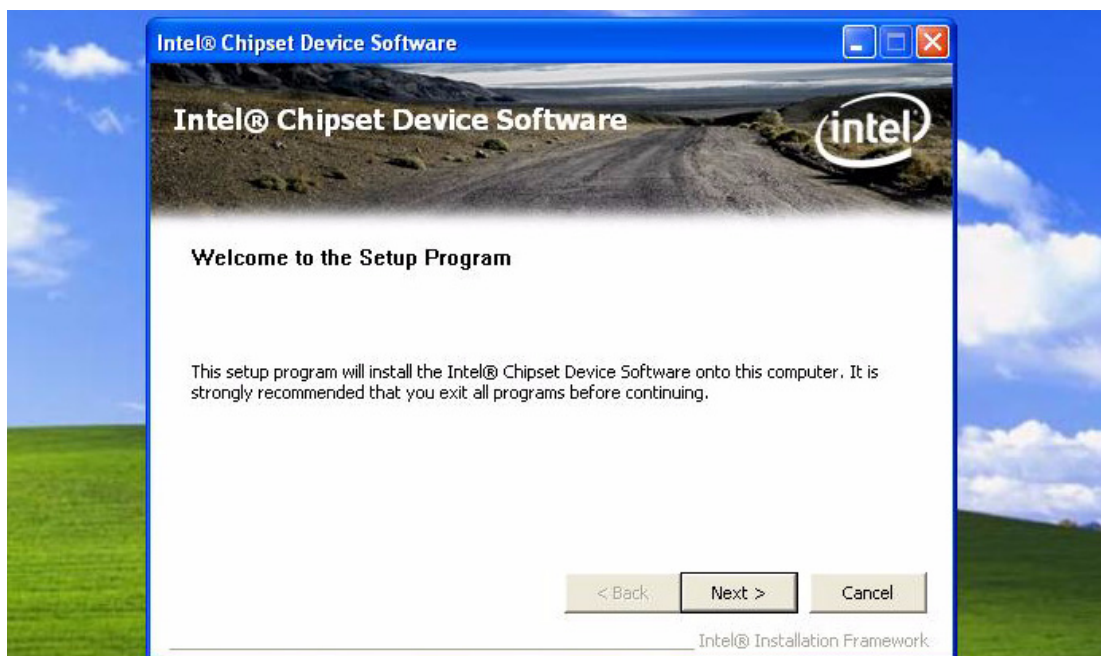 Intel® Chipset Device Software
Intel® Chipset Device Software
intel
Welcome to the Setup Program
This setup program will install the Intel® Chipset Device Software onto this computer. It is
strongly recommended that you exit all programs before continuing.
< Back Next > Cancel
Intel® Installation Framework